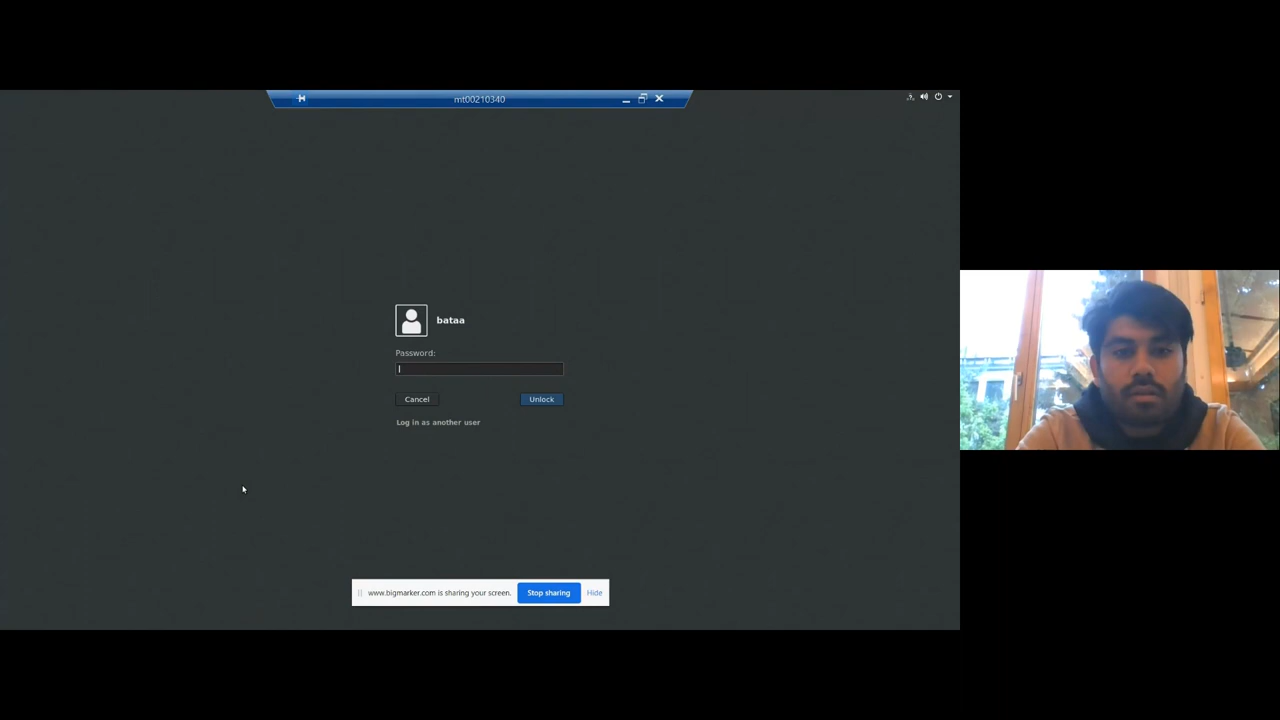 mt00210340
bataa
Password:
Cancel
Unlock
Log in as another user
www.bigmarker.com is sharing your screen.
Stop sharing
Hide